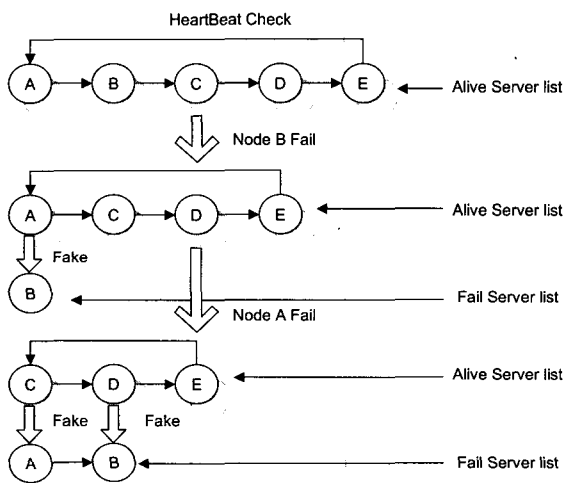 HeartBeat Check
A B C D E
Alive Server list
Node B Fail
A C D E
Alive Server list
Fake
B
Fail Server list
Node A Fail
C D E
Alive Server list
Fake Fake
A B
Fail Server list